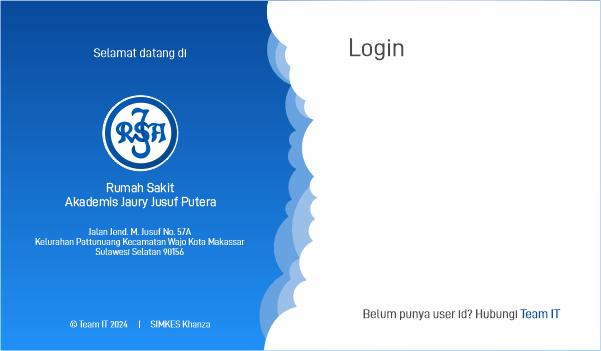 Selamat datang di
RSA
J
Rumah Sakit
Akademis Jaury Jusuf Putera
Jalan Jend. M. Jusuf No. 57A
Kelurahan Pattunuang Kecamatan Wajo Kota Makassar
Sulawesi Selatan 90156
© Team IT 2024 | SIMKES Khanza
Login
Belum punya user id? Hubungi Team IT